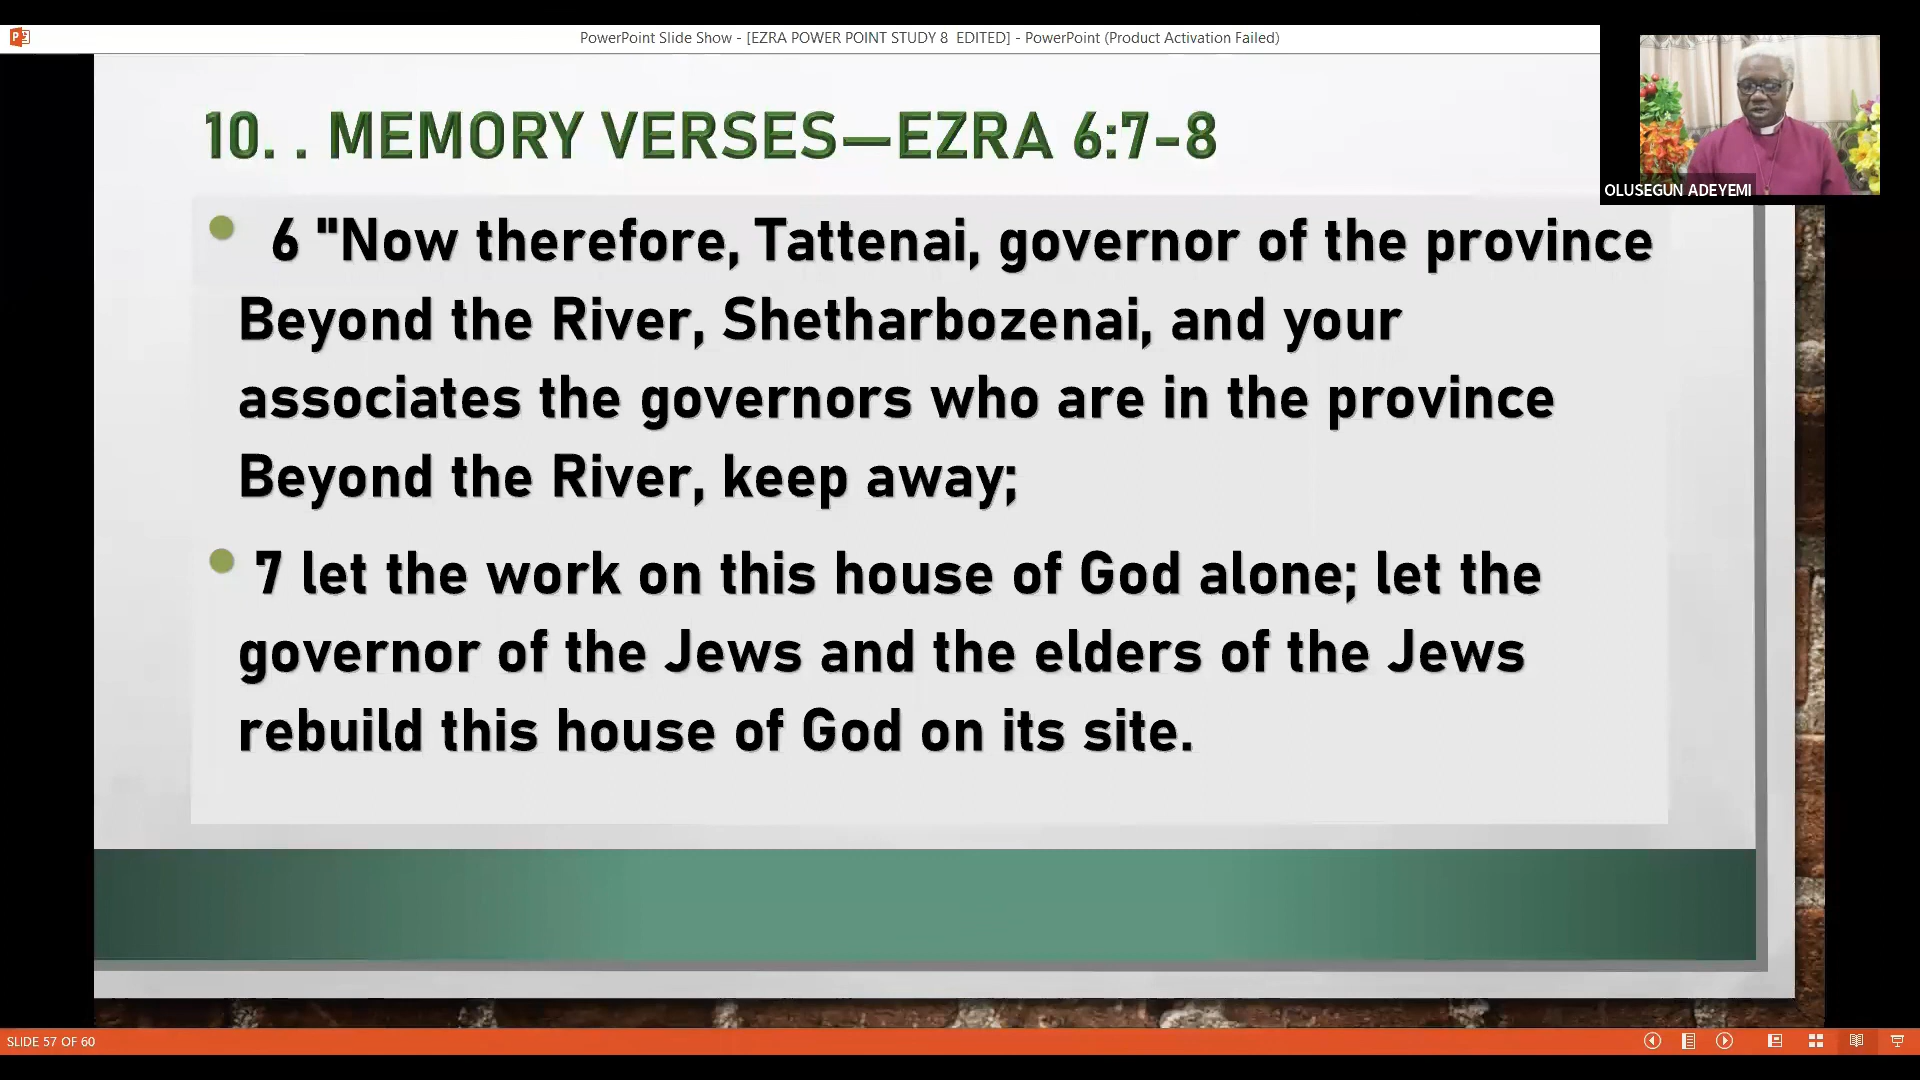 PowerPoint Slide Show - [EZRA POWER POINT STUDY 8  EDITED] - PowerPoint (Product Activation Failed)
OLUSEGUN ADEYEMI
10. . MEMORY VERSES—EZRA 6:7-8
6 "Now therefore, Tattenai, governor of the province
Beyond the River, Shetharbozenai, and your
associates the governors who are in the province
Beyond the River, keep away;
7 let the work on this house of God alone; let the
governor of the Jews and the elders of the Jews
rebuild this house of God on its site.
SLIDE 57 OF 60